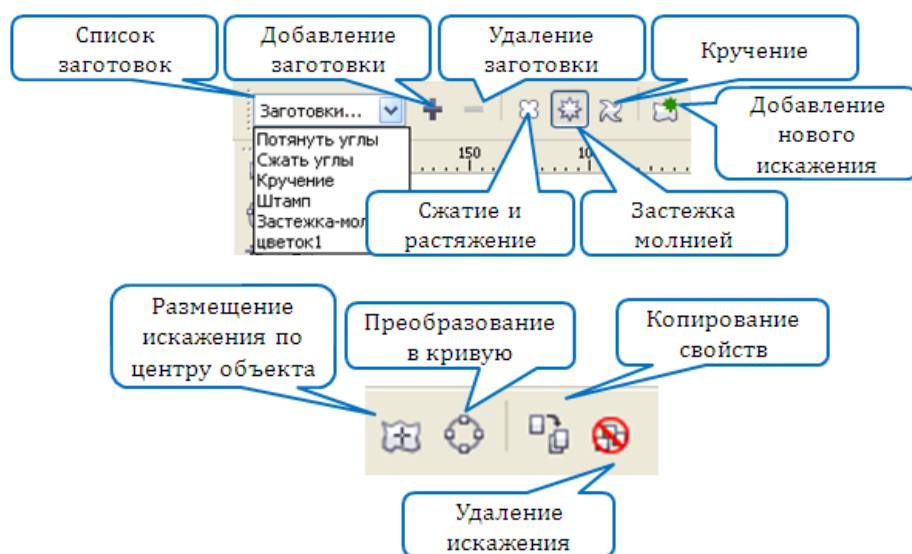 Список
заготовок
Добавление
заготовки
Удаление
заготовки
Кручение
Добавление
нового
искажения
Заготовки...
Потянуть углы
Сжать углы
Кручение
Штамп
Застежка-мол
цветок1
150
10
Сжатие и
растяжение
Застежка
молнией
Размещение
искажения по
центру объекта
Преобразование
в кривую
Копирование
свойств
Удаление
искажения